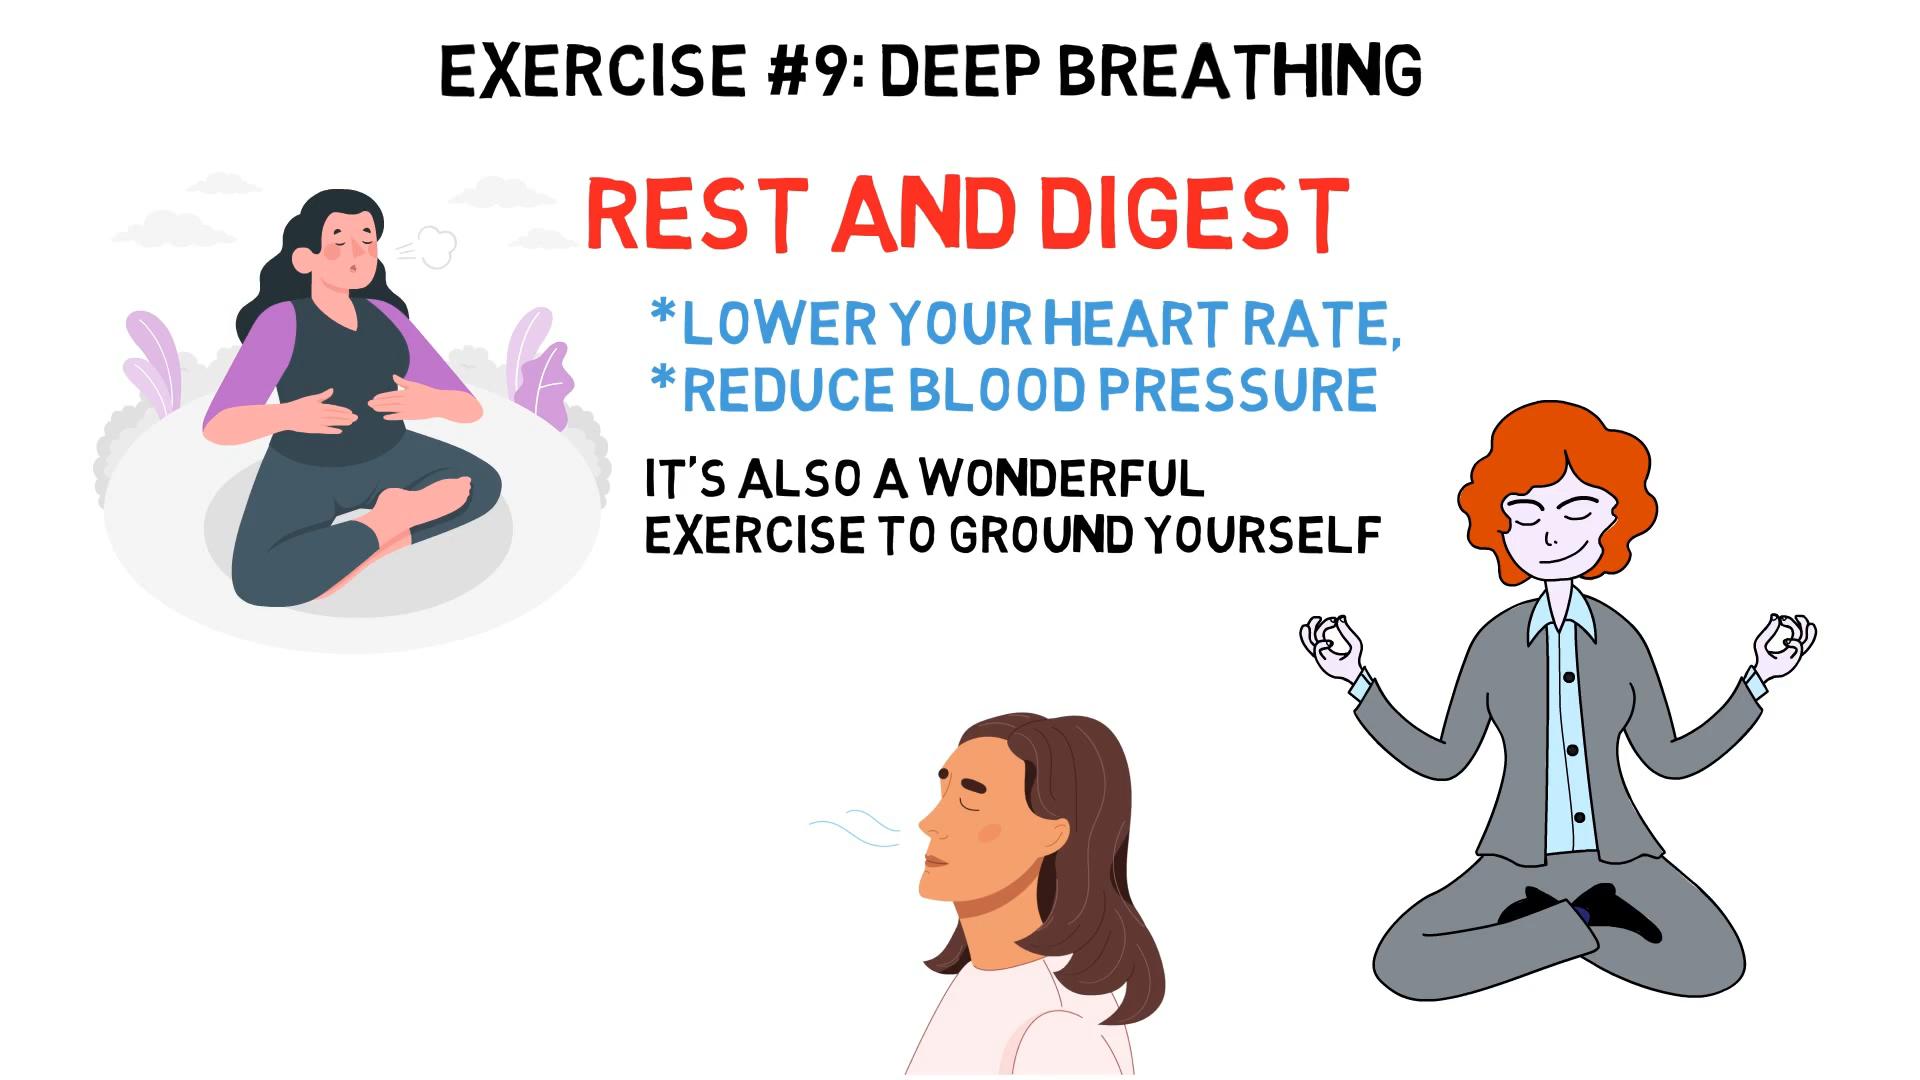 EXERCISE #9: DEEP BREATHING
REST AND DIGEST
*LOWER YOUR HEART RATE,
*REDUCE BLOOD PRESSURE
IT'S ALSO A WONDERFUL
EXERCISE TO GROUND YOURSELF